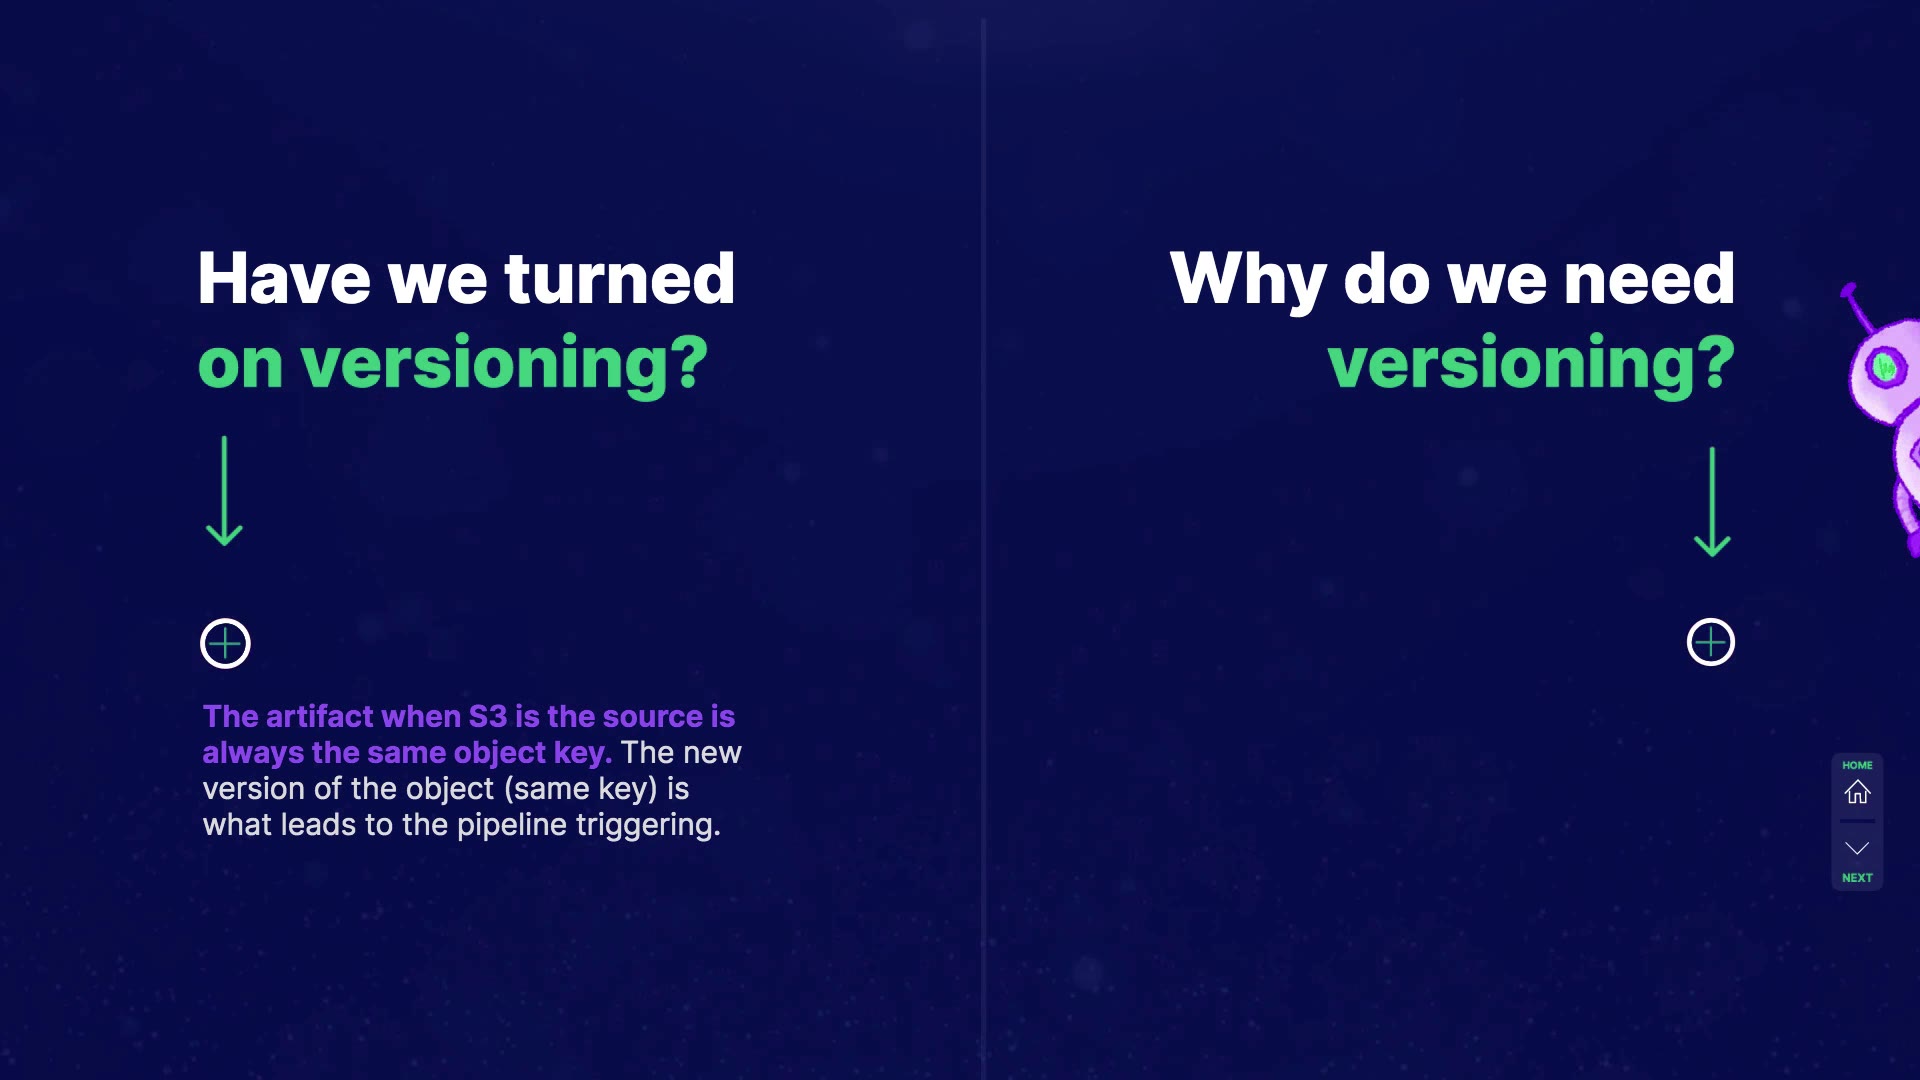 Have we turned
on versioning?
The artifact when S3 is the source is
always the same object key. The new
version of the object (same key) is
what leads to the pipeline triggering.
Why do we need
versioning?
HOME
NEXT